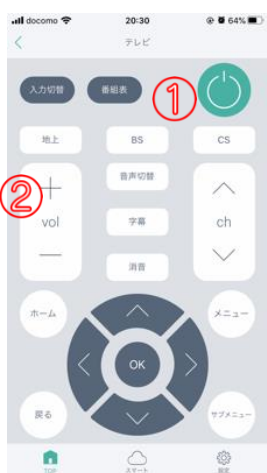 docomo 20:30 64%
テレビ
入力切替 番組表 ①
地上 BS CS
②
音声切替
vol 字幕 ch
消音
ホーム メニュー
OK
戻る サブメニュー
TOP スマート 設定